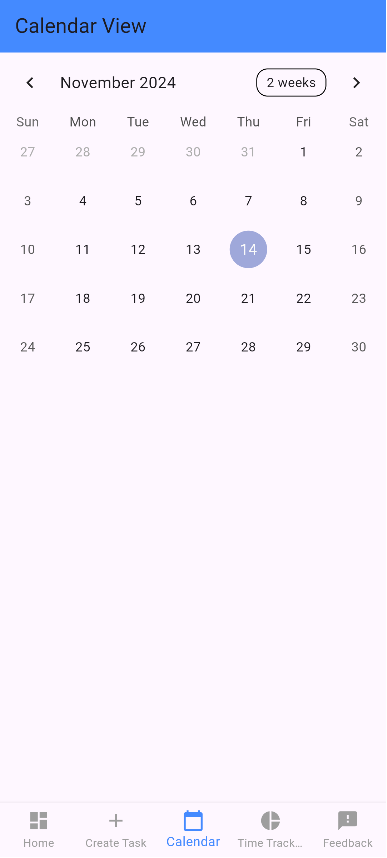 Calendar View
November 2024 2 weeks
Sun Mon Tue Wed Thu Fri Sat
27 28 29 30 31 1 2
3 4 5 6 7 8 9
10 11 12 13 14 15 16
17 18 19 20 21 22 23
24 25 26 27 28 29 30
Home Create Task Calendar Time Track... Feedback